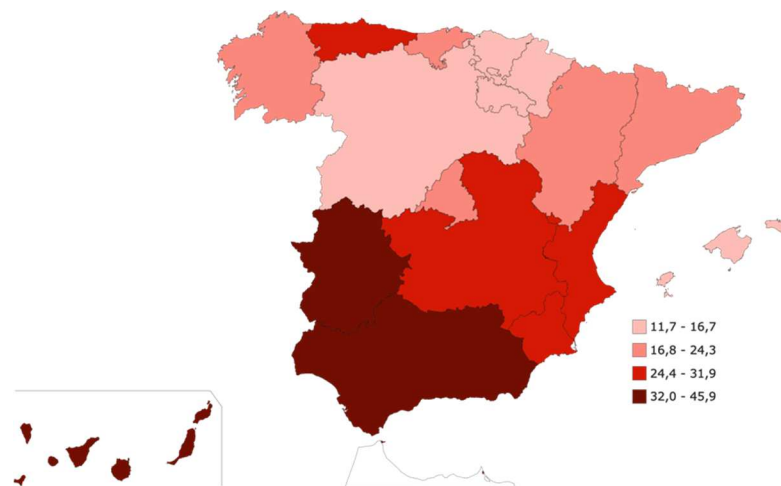 11,7 - 16,7
16,8 - 24,3
24,4 - 31,9
32,0 - 45,9